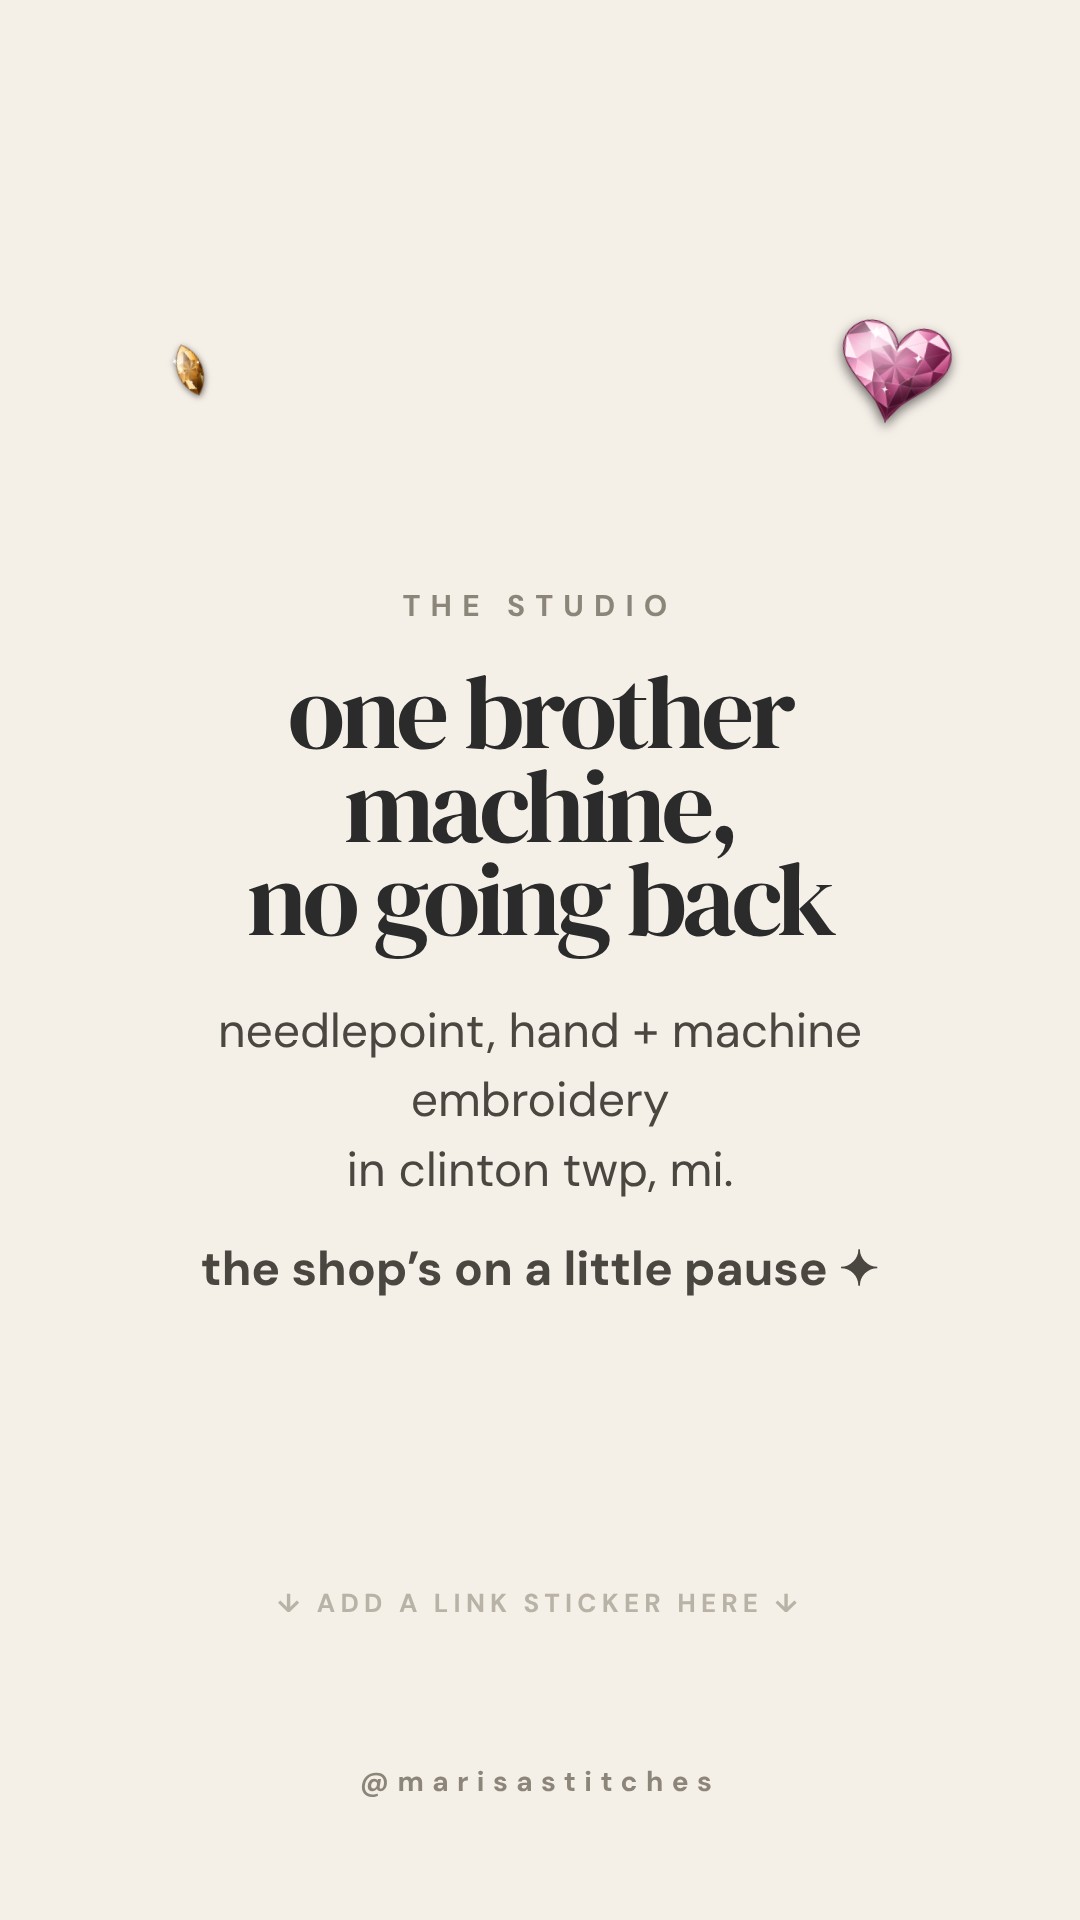 THE STUDIO
one brother
machine,
no going back
needlepoint, hand + machine
embroidery
in clinton twp, mi.
the shop’s on a little pause ✦
↓ ADD A LINK STICKER HERE ↓
@marisastitches